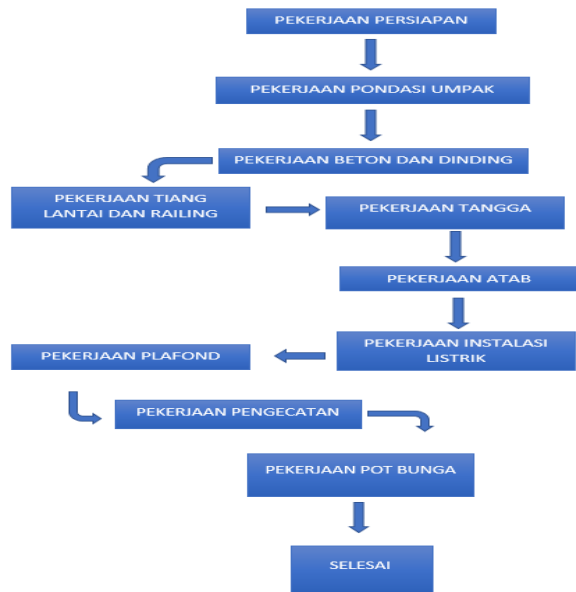 PEKERJAAN PERSIAPAN
PEKERJAAN PONDASI UMPAK
PEKERJAAN BETON DAN DINDING
PEKERJAAN TIANG
LANTAI DAN RAILING
PEKERJAAN TANGGA
PEKERJAAN ATAB
PEKERJAAN INSTALASI
LISTRIK
PEKERJAAN PLAFOND
PEKERJAAN PENGECATAN
PEKERJAAN POT BUNGA
SELESAI